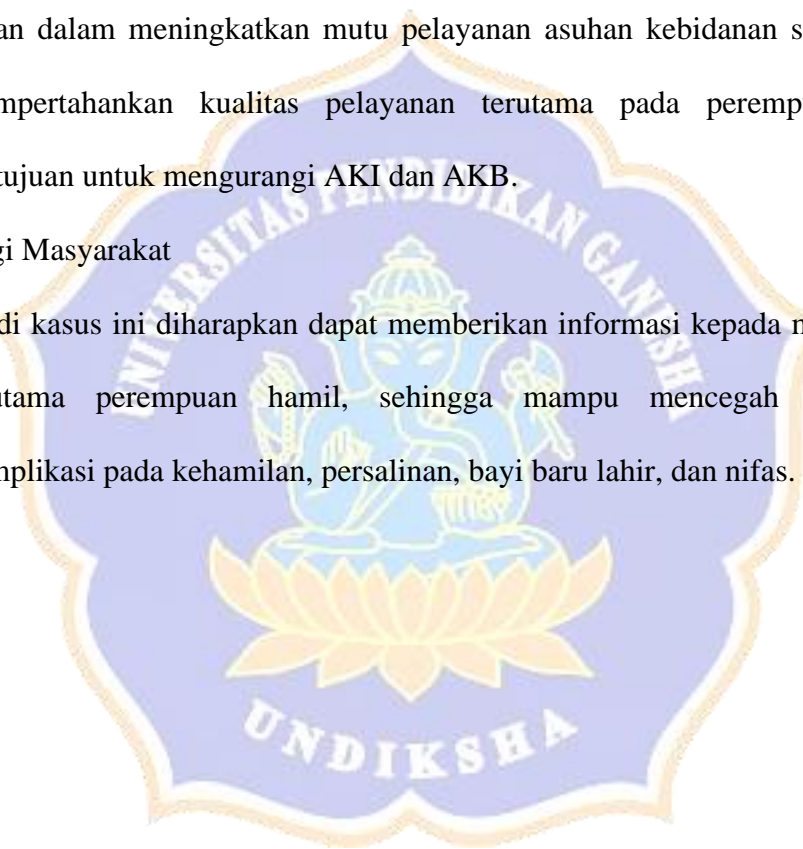 an dalam meningkatkan mutu pelayanan asuhan kebidanan s
mpertahankan kualitas pelayanan terutama pada peremp
tujuan untuk mengurangi AKI dan AKB.
gi Masyarakat
di kasus ini diharapkan dapat memberikan informasi kepada m
utama perempuan hamil, sehingga mampu mencegah
mplikasi pada kehamilan, persalinan, bayi baru lahir, dan nifas.
UNIVERSITAS PENDIDIKAN GANESHA
UNDIKSHA